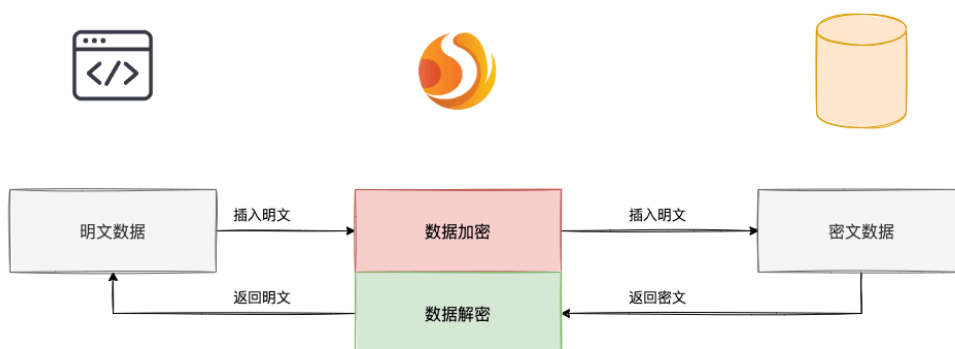 </>
插入明文
插入明文
明文数据
数据加密
密文数据
返回明文
返回密文
数据解密